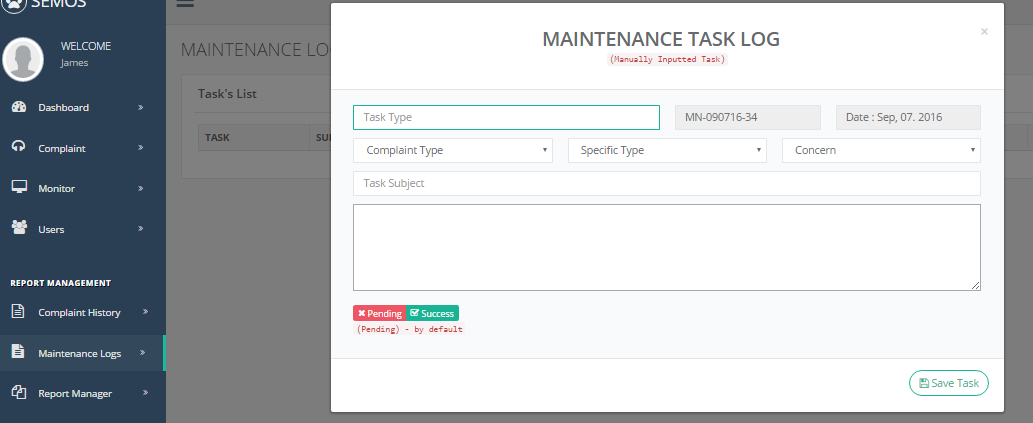 SEMOS
WELCOME
James
Dashboard
Complaint
Monitor
Users
REPORT MANAGEMENT
Complaint History
Maintenance Logs
Report Manager
MAINTENANCE LO
Task's List
TASK
SU
MAINTENANCE TASK LOG
×
(Manually Inputted Task)
Task Type
MN-090716-34
Date : Sep, 07. 2016
Complaint Type
Specific Type
Concern
Task Subject
Pending
Success
(Pending) - by default
Save Task